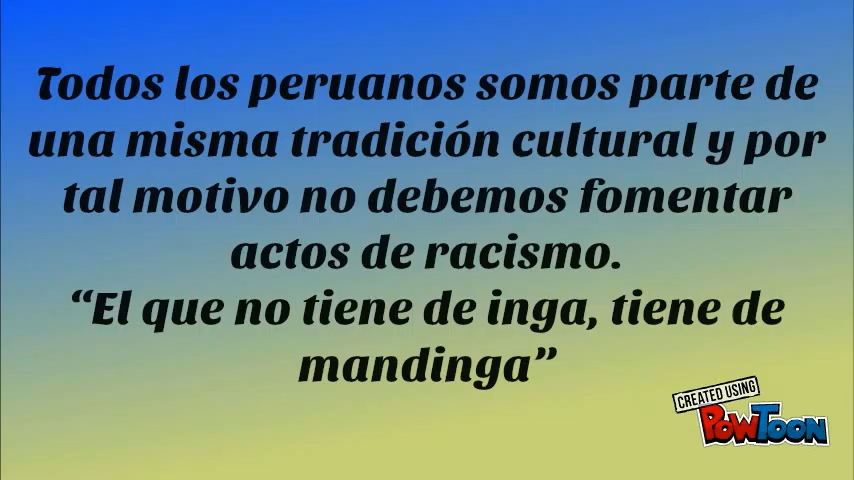 Todos los peruanos somos parte de
una misma tradición cultural y por
tal motivo no debemos fomentar
actos de racismo.
“El que no tiene de inga, tiene de
mandinga”
CREATED USING
POWTOON